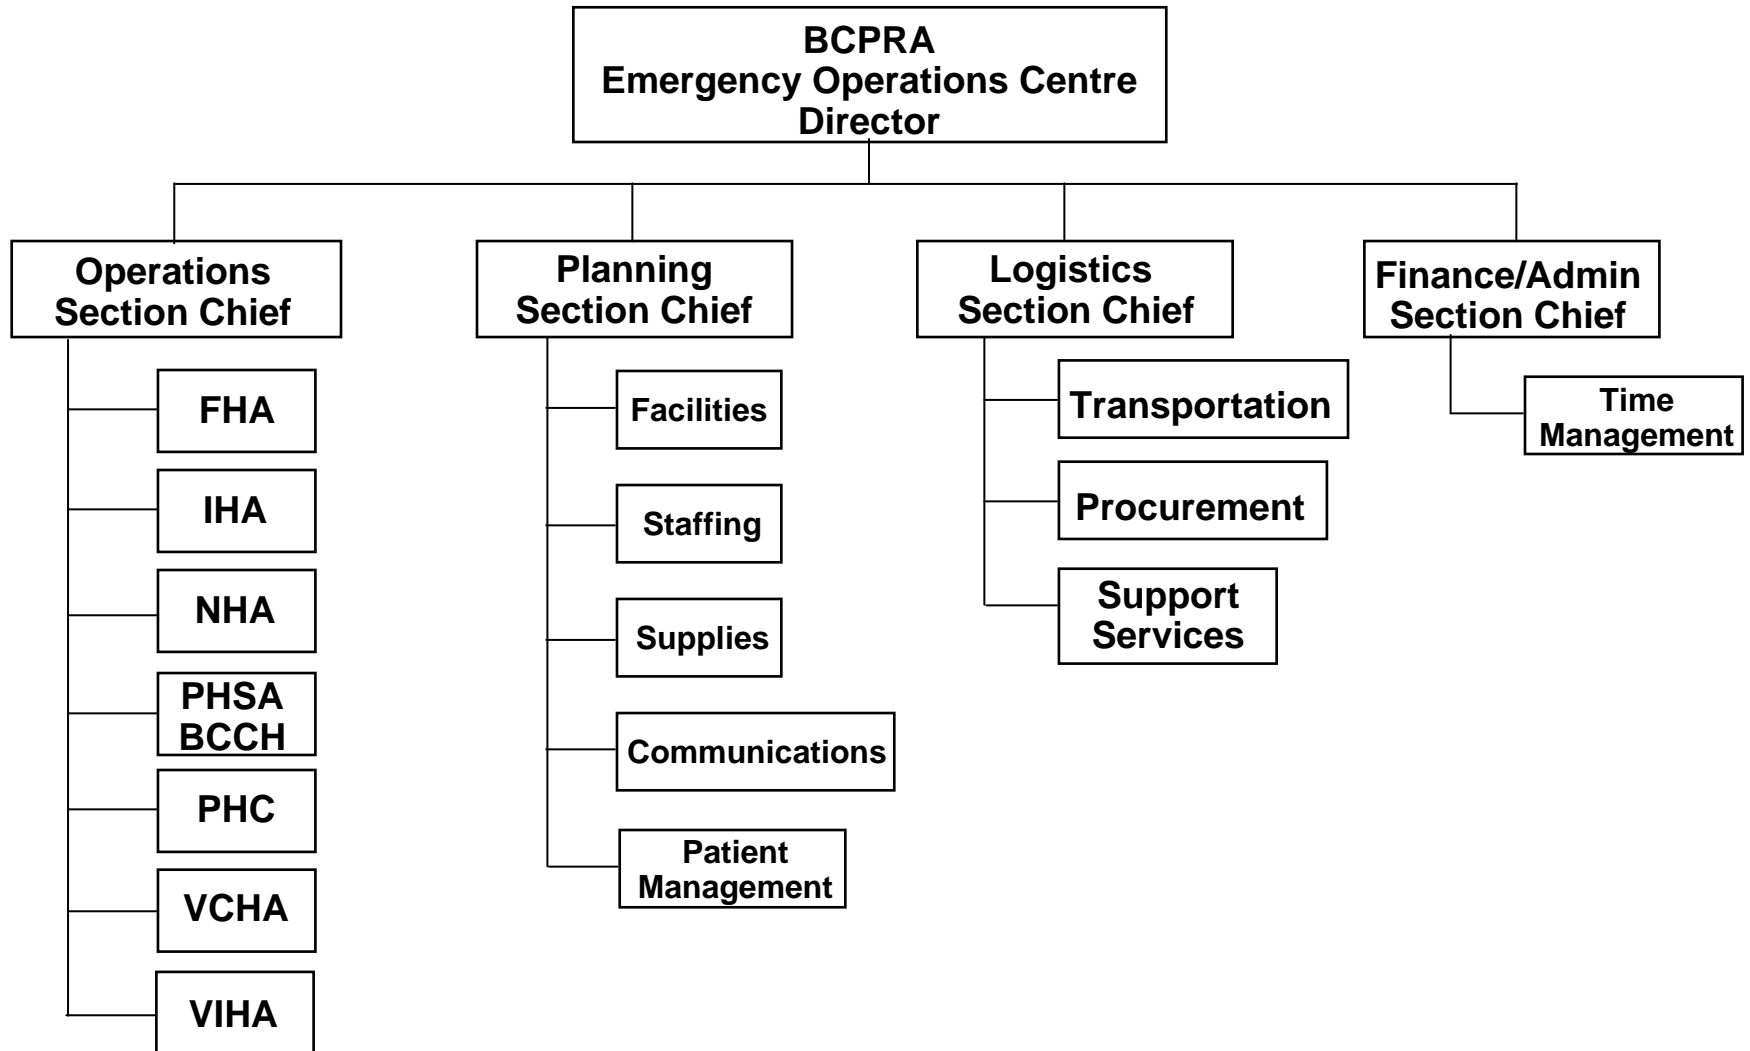 BCPRA
Emergency Operations Centre
Director
Operations
Section Chief
FHA
IHA
NHA
PHSA
BCCH
PHC
VCHA
VIHA
Planning
Section Chief
Facilities
Staffing
Supplies
Communications
Patient
Management
Logistics
Section Chief
Transportation
Procurement
Support
Services
Finance/Admin
Section Chief
Time
Management